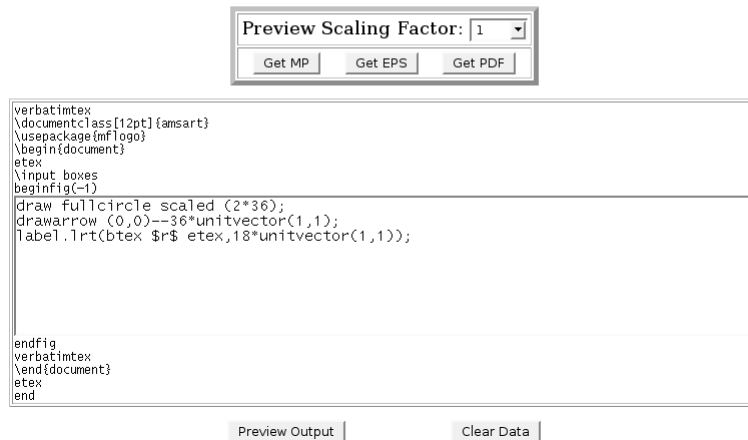 Preview Scaling Factor: 1
Get MP Get EPS Get PDF
verbatimtex
\documentclass[12pt]{amsart}
\usepackage{mflogo}
\begin{document}
etex
\input boxes
beginfig(-1)
draw fullcircle scaled (2*36);
drawarrow (0,0)--36*unitvector(1,1);
label.lrt(btex $r$ etex,18*unitvector(1,1));
endfig
verbatimtex
\end{document}
etex
end
Preview Output Clear Data